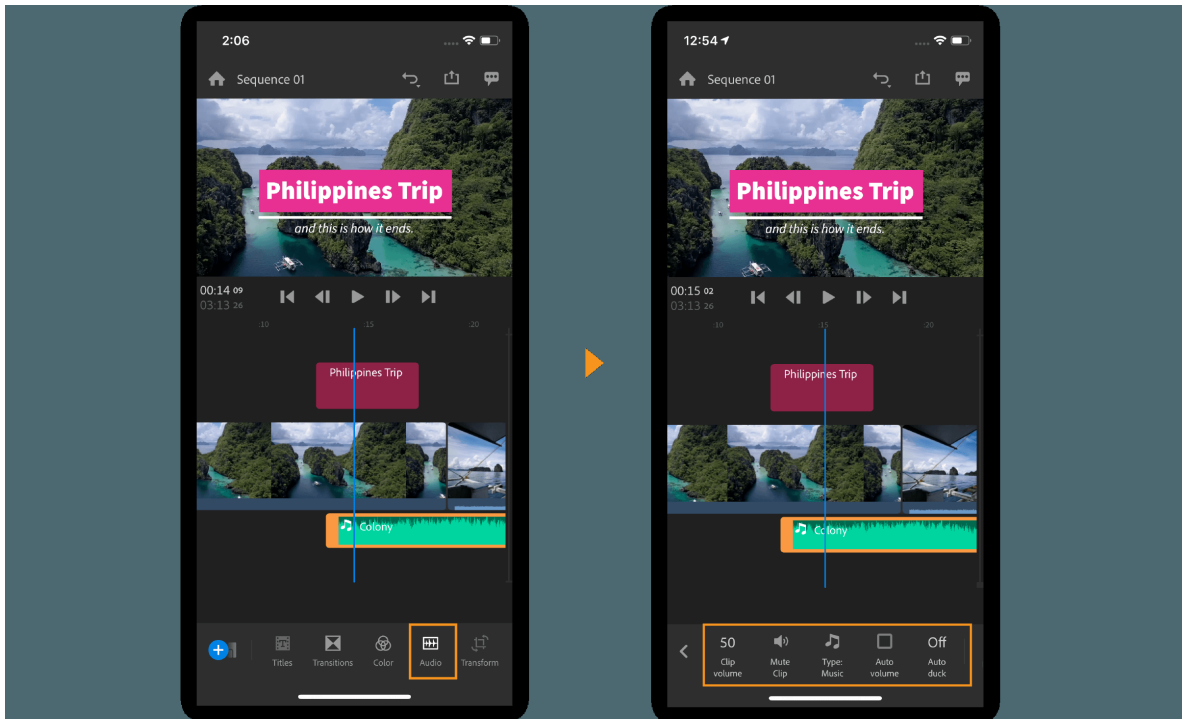 2:06
Sequence 01
Philippines Trip
and this is how it ends.
00:14 09
03:13 26
:10 :15 :20
Philippines Trip
Colony
Titles Transitions Color Audio Transform
12:54
Sequence 01
Philippines Trip
and this is how it ends.
00:15 02
03:13 26
:10 :15 :20
Philippines Trip
Colony
50 Off
Clip Mute Type: Auto Auto
volume Clip Music volume duck